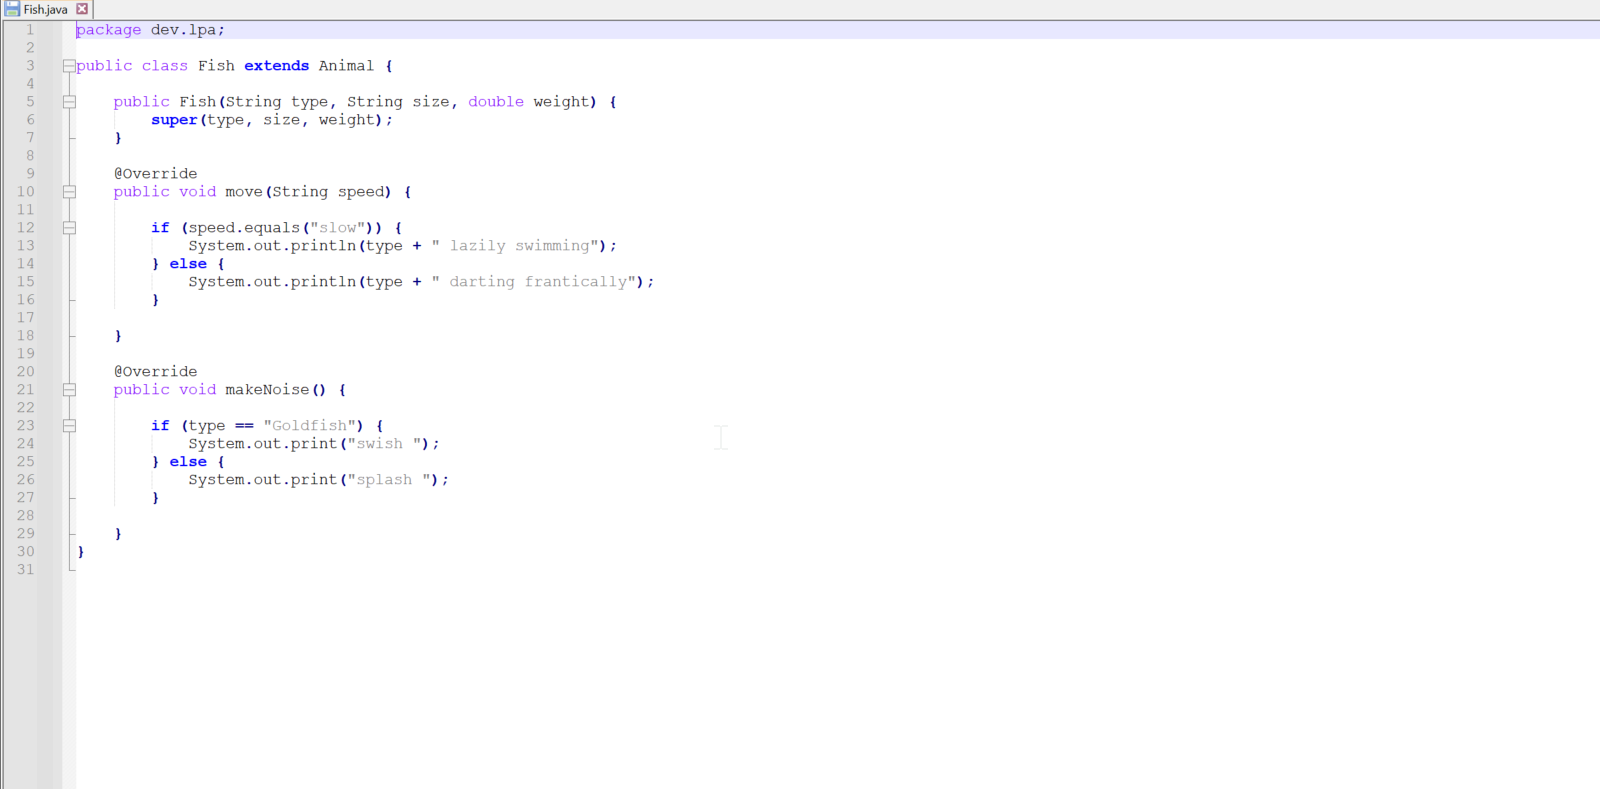 Fish.java
1 package dev.lpa;
2
3 public class Fish extends Animal {
4
5     public Fish(String type, String size, double weight) {
6         super(type, size, weight);
7     }
8
9     @Override
10     public void move(String speed) {
11
12         if (speed.equals("slow")) {
13             System.out.println(type + " lazily swimming");
14         } else {
15             System.out.println(type + " darting frantically");
16         }
17
18     }
19
20     @Override
21     public void makeNoise() {
22
23         if (type == "Goldfish") {
24             System.out.print("swish ");
25         } else {
26             System.out.print("splash ");
27         }
28
29     }
30 }
31